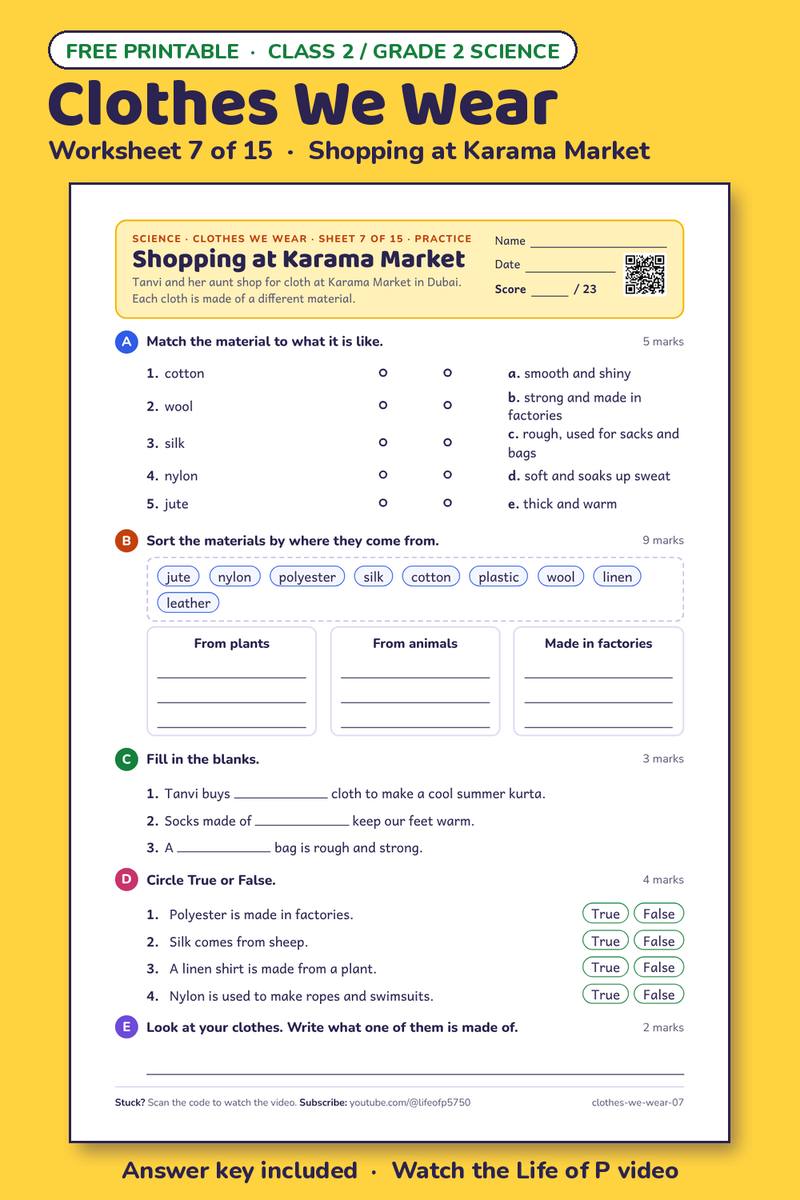 FREE PRINTABLE · CLASS 2 / GRADE 2 SCIENCE
Clothes We Wear
Worksheet 7 of 15 · Shopping at Karama Market
SCIENCE · CLOTHES WE WEAR · SHEET 7 OF 15 · PRACTICE
Shopping at Karama Market
Tanvi and her aunt shop for cloth at Karama Market in Dubai.
Each cloth is made of a different material.
Name ____________
Date ____________
Score ______ / 23
A Match the material to what it is like. 5 marks
1. cotton a. smooth and shiny
2. wool b. strong and made in
factories
3. silk c. rough, used for sacks and
bags
4. nylon d. soft and soaks up sweat
5. jute e. thick and warm
B Sort the materials by where they come from. 9 marks
jute nylon polyester silk cotton plastic wool linen
leather
From plants From animals Made in factories
C Fill in the blanks. 3 marks
1. Tanvi buys ____________ cloth to make a cool summer kurta.
2. Socks made of ____________ keep our feet warm.
3. A ____________ bag is rough and strong.
D Circle True or False. 4 marks
1. Polyester is made in factories. True False
2. Silk comes from sheep. True False
3. A linen shirt is made from a plant. True False
4. Nylon is used to make ropes and swimsuits. True False
E Look at your clothes. Write what one of them is made of. 2 marks
Stuck? Scan the code to watch the video. Subscribe: youtube.com/@lifeofp5750 clothes-we-wear-07
Answer key included · Watch the Life of P video